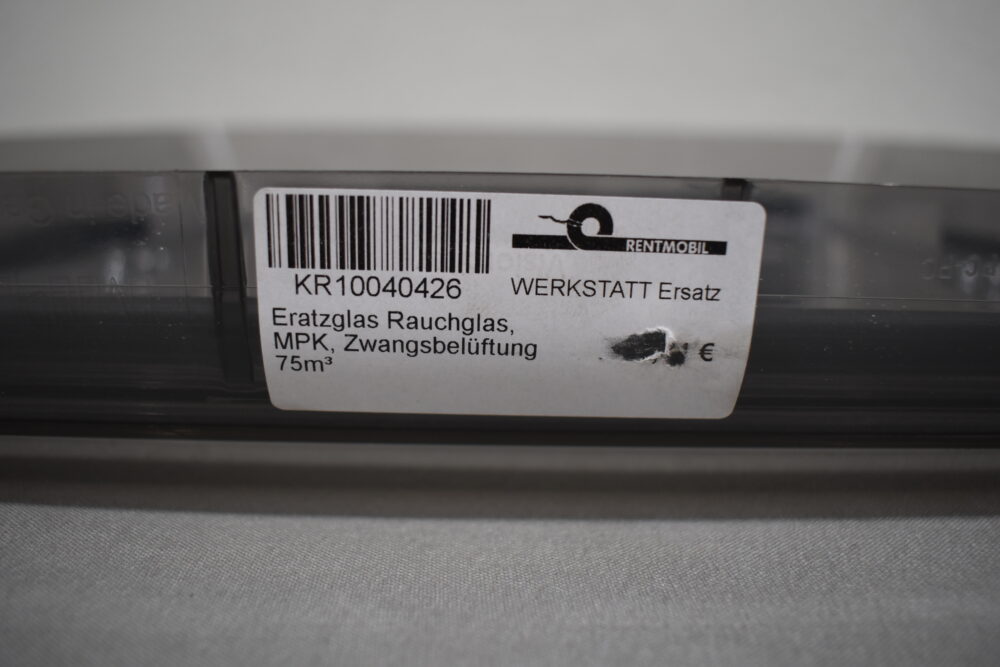 RENTMOBIL
KR10040426
WERKSTATT Ersatz
Eratzglas Rauchglas,
MPK, Zwangsbelüftung
75m³
€